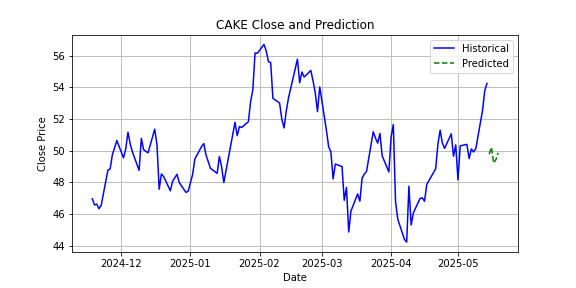 CAKE Close and Prediction
Historical
Predicted
Close Price
56
54
52
50
48
46
44
2024-12
2025-01
2025-02
2025-03
2025-04
2025-05
Date